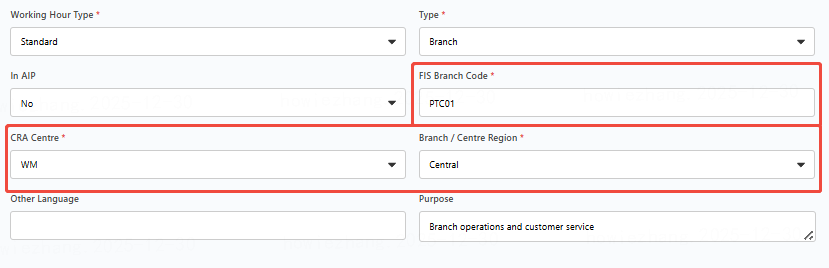 Working Hour Type *
Type *
Standard
Branch
In AIP
FIS Branch Code *
No
PTC01
CRA Centre *
Branch / Centre Region *
WM
Central
Other Language
Purpose
Branch operations and customer service